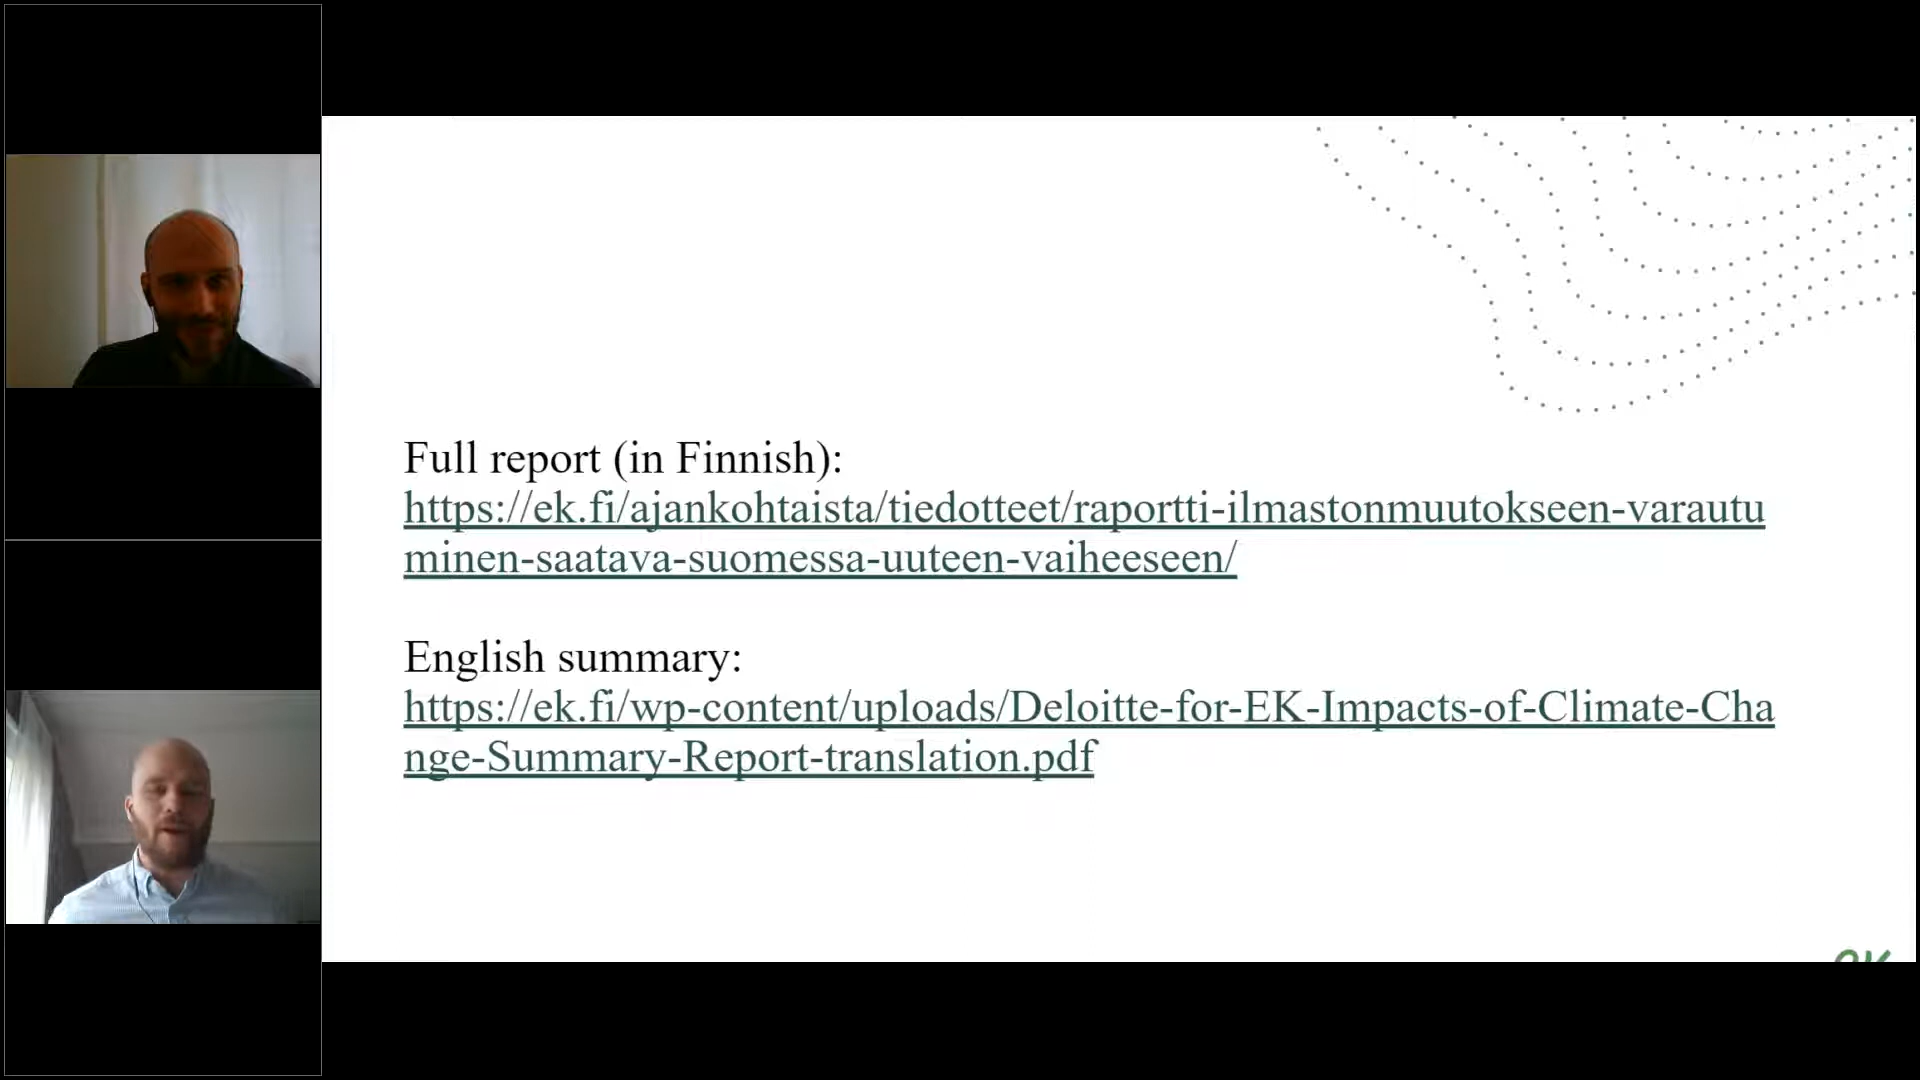 Full report (in Finnish):
https://ek.fi/ajankohtaista/tiedotteet/raportti-ilmastonmuutokseen-varautu
minen-saatava-suomessa-uuteen-vaiheeseen/
English summary:
https://ek.fi/wp-content/uploads/Deloitte-for-EK-Impacts-of-Climate-Cha
nge-Summary-Report-translation.pdf